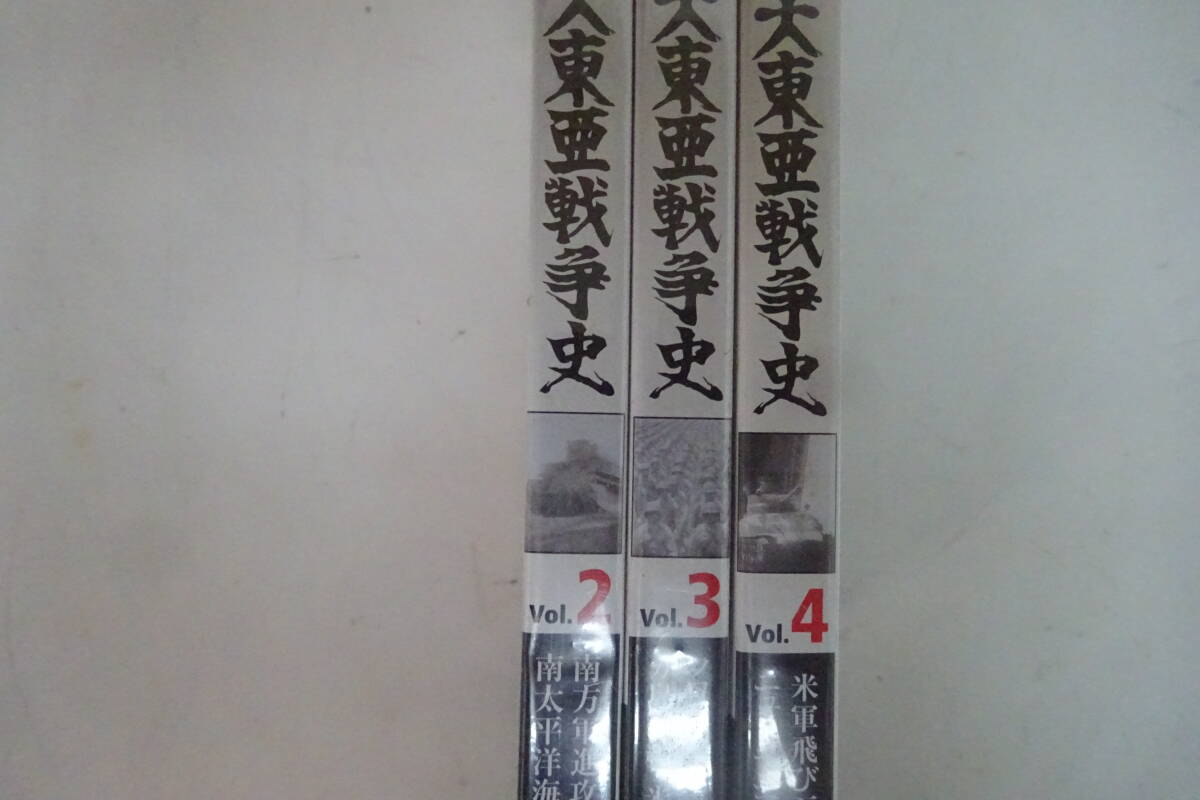 大東亜戦争史
Vol.2
南方軍進攻
南太平洋海
大東亜戦争史
Vol.3
大東亜戦争史
Vol.4
米軍飛び